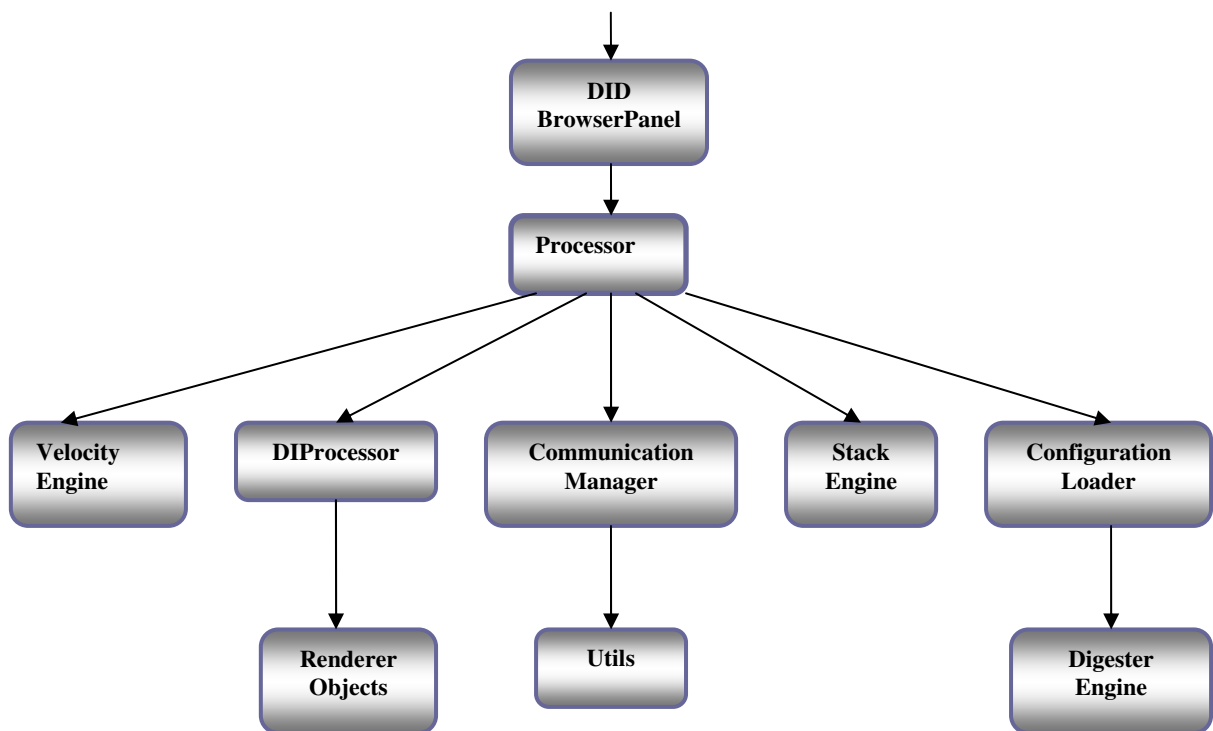 DID
BrowserPanel
Processor
Velocity
Engine
DIProcessor
Communication
Manager
Stack
Engine
Configuration
Loader
Renderer
Objects
Utils
Digester
Engine